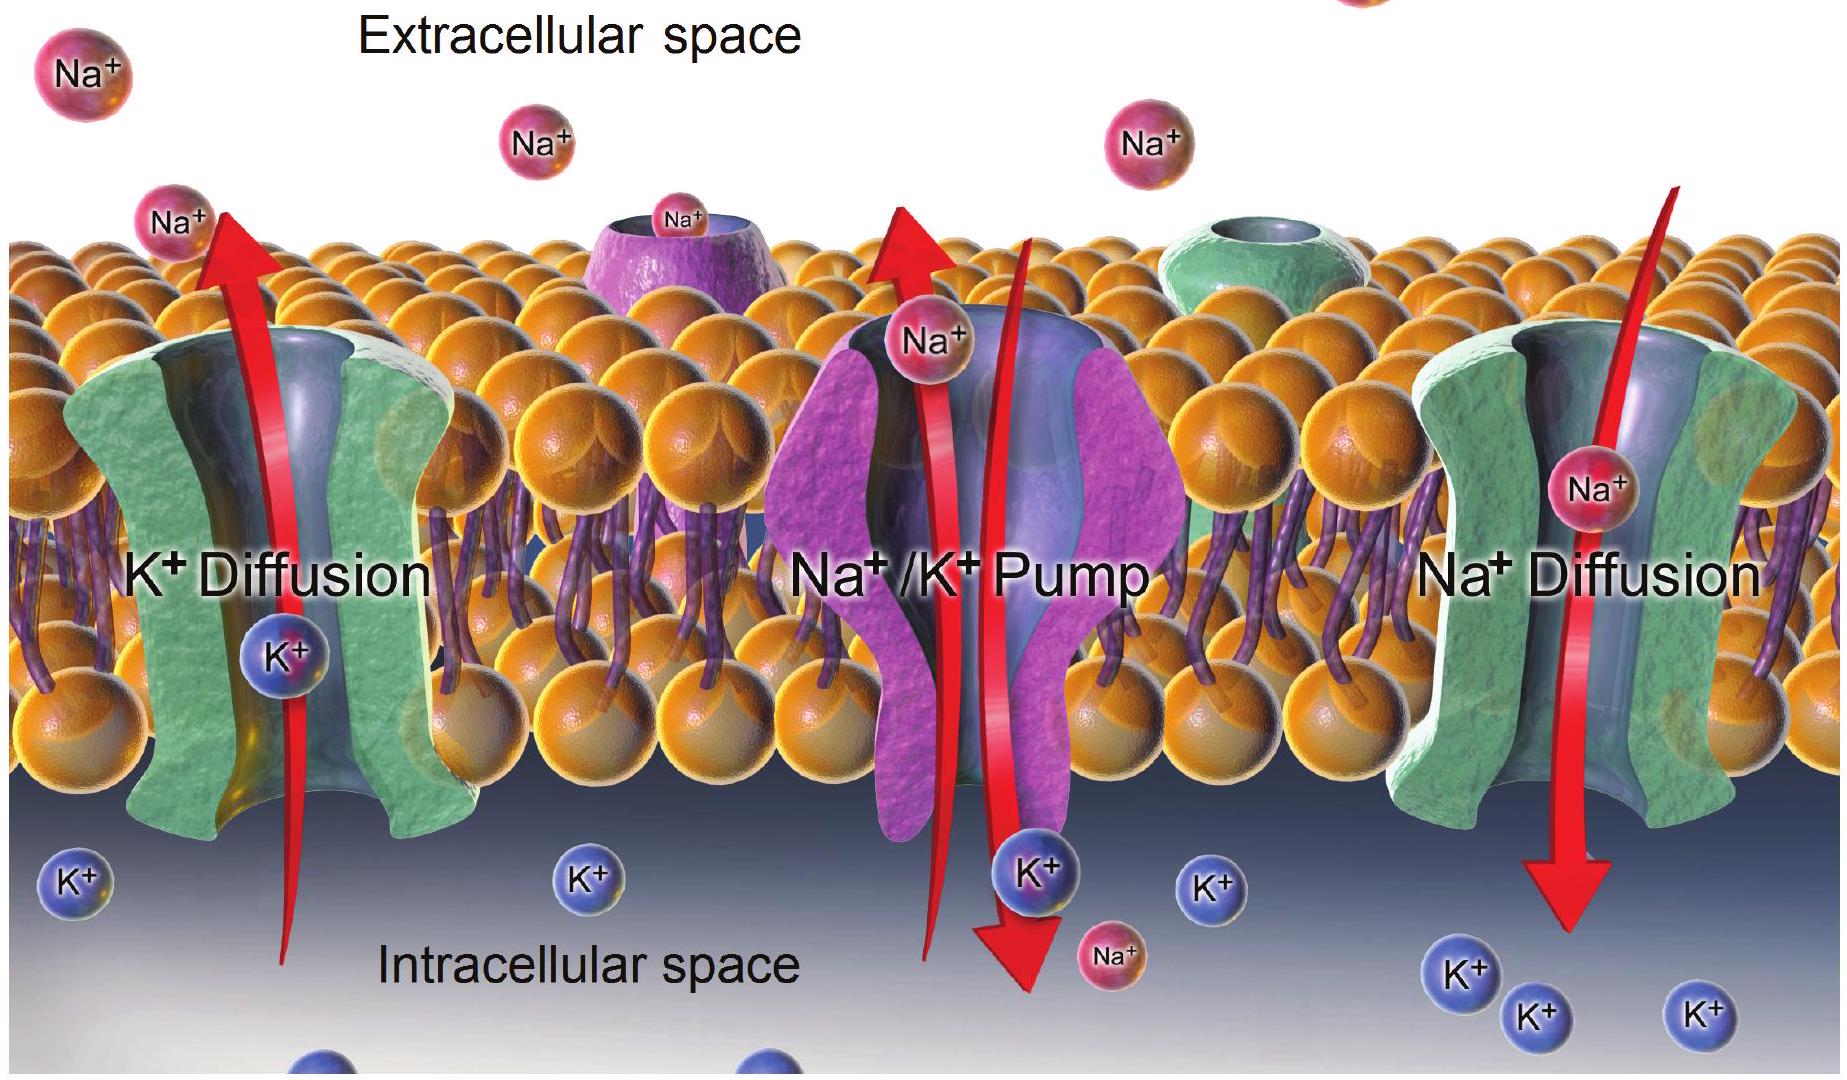 Extracellular space
Na⁺
Na⁺
Na⁺
Na⁺
Na⁺
Na⁺
Na⁺
K⁺ Diffusion
Na⁺/K⁺ Pump
Na⁺ Diffusion
K⁺
K⁺
K⁺
K⁺
K⁺
Na⁺
Intracellular space
K⁺
K⁺
K⁺